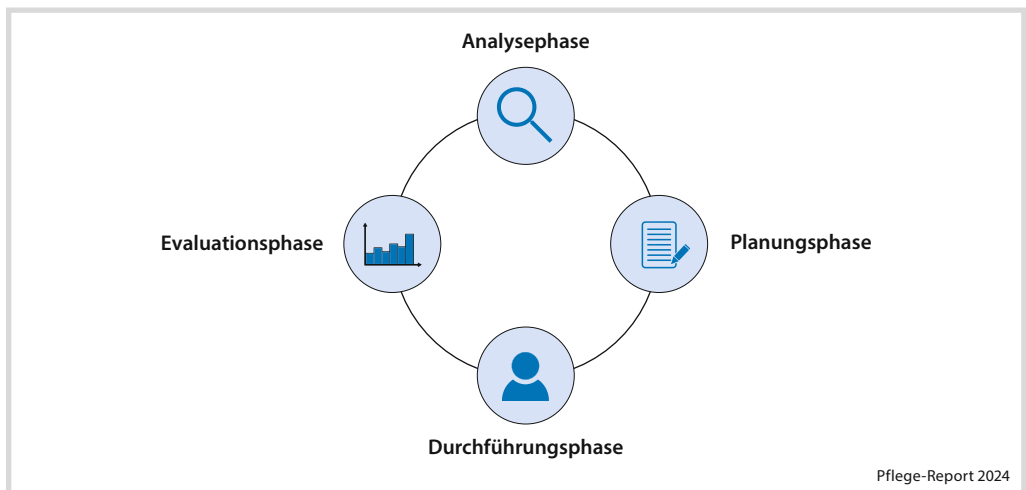 Analysephase
Evaluationsphase
Planungsphase
Durchführungsphase
Pflege-Report 2024